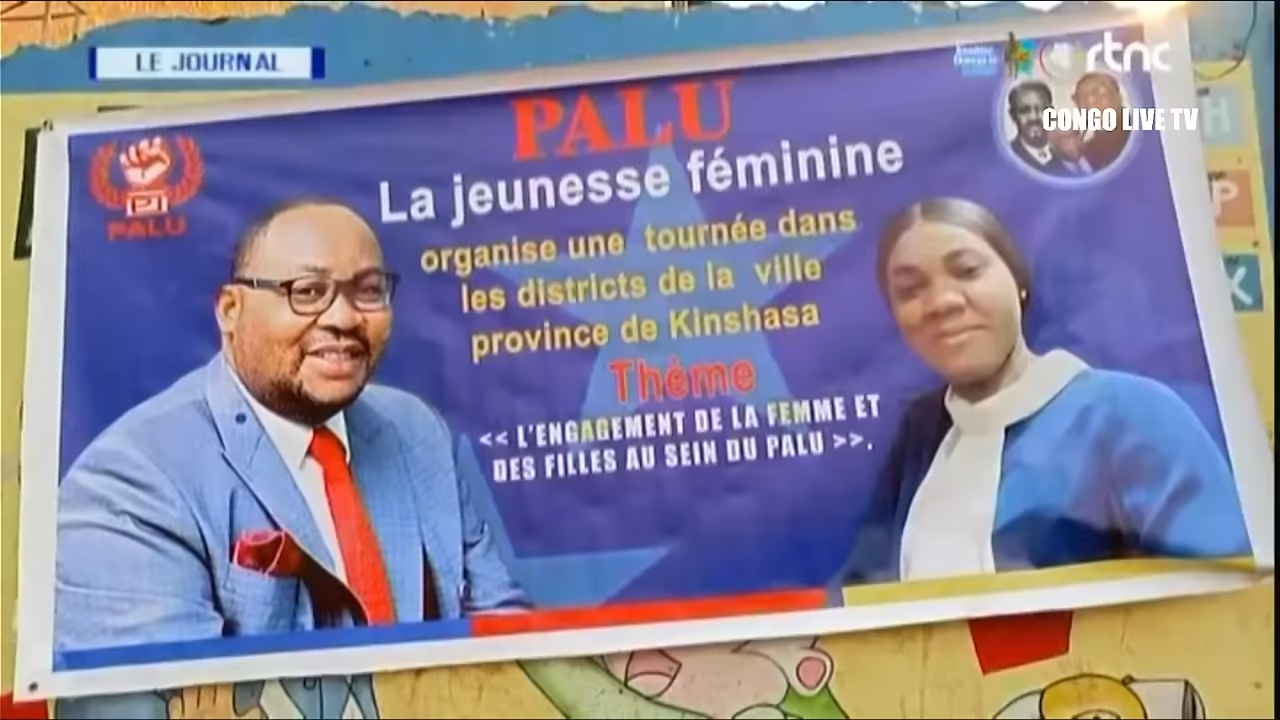 LE JOURNAL
rtnc
CONGO LIVE TV
PALU
PALU
La jeunesse féminine
organise une tournée dans
les districts de la ville
province de Kinshasa
Thème
<< L'ENGAGEMENT DE LA FEMME ET
DES FILLES AU SEIN DU PALU >>.
H
P
X